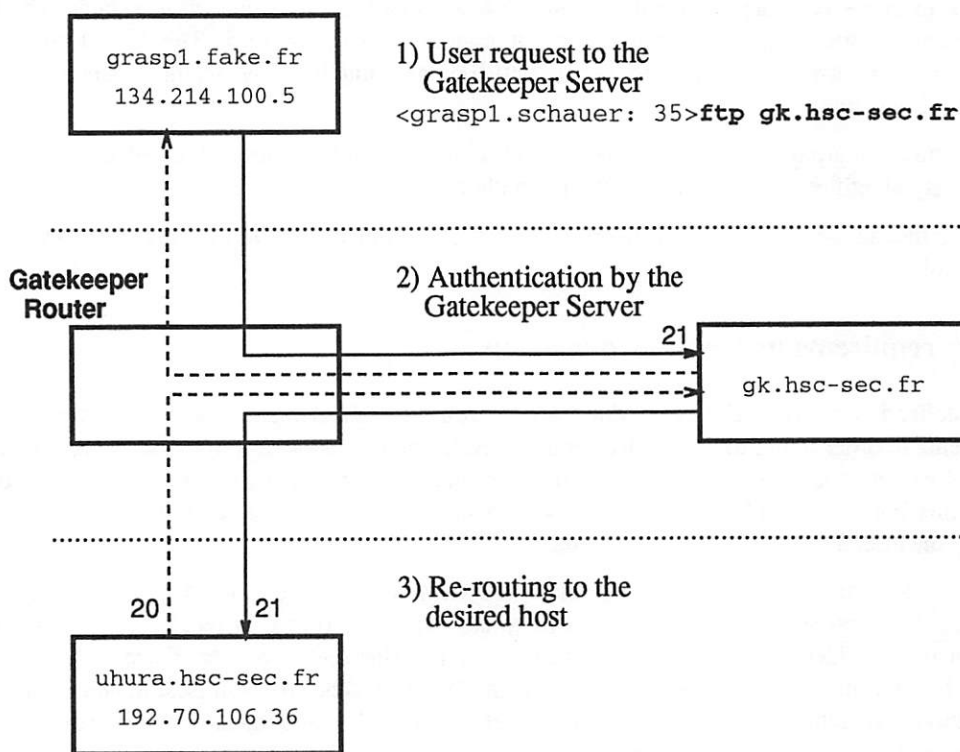 grasp1.fake.fr
134.214.100.5
1) User request to the
Gatekeeper Server
<grasp1.schauer: 35>ftp gk.hsc-sec.fr
Gatekeeper
Router
2) Authentication by the
Gatekeeper Server
21
gk.hsc-sec.fr
3) Re-routing to the
desired host
20
21
uhura.hsc-sec.fr
192.70.106.36